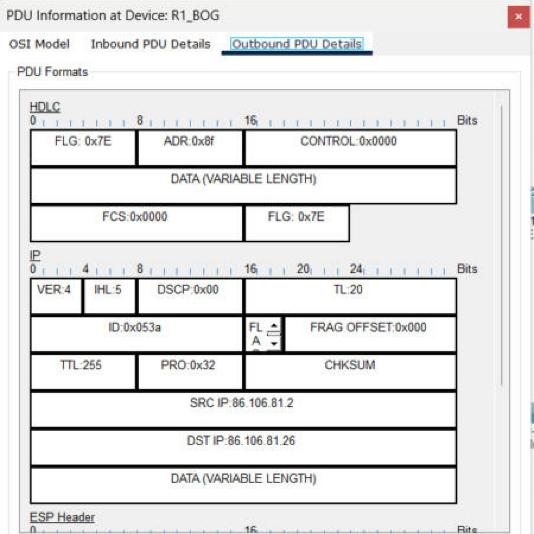 PDU Information at Device: R1_BOG
OSI Model Inbound PDU Details Outbound PDU Details
PDU Formats
HDLC
0 8 16 Bits
FLG: 0x7E ADR:0x8f CONTROL:0x0000
DATA (VARIABLE LENGTH)
FCS:0x0000 FLG: 0x7E
IP
0 4 8 16 20 24 Bits
VER:4 IHL:5 DSCP:0x00 TL:20
ID:0x053a FL FRAG OFFSET:0x000
A
TTL:255 PRO:0x32 CHKSUM
SRC IP:86.106.81.2
DST IP:86.106.81.26
DATA (VARIABLE LENGTH)
ESP Header
0 16 Bits